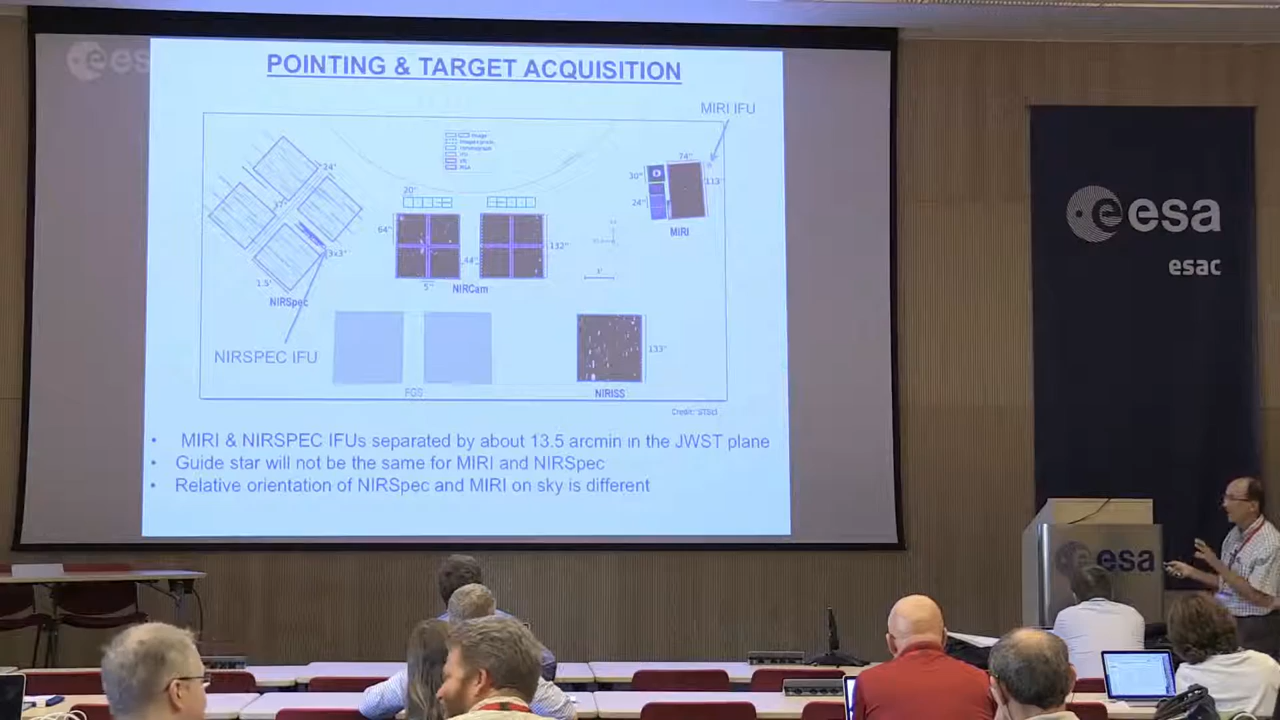 esa
POINTING & TARGET ACQUISITION
MIRI IFU
24"
37"
20"
64"
44"
132"
3x3"
1.5"
5"
1'
NIRSpec
NIRCam
74"
30"
24"
113"
MIRI
NIRSPEC IFU
133"
FGS
NIRISS
Credit: STScI
• MIRI & NIRSPEC IFUs separated by about 13.5 arcmin in the JWST plane
• Guide star will not be the same for MIRI and NIRSpec
• Relative orientation of NIRSpec and MIRI on sky is different
esa
esac
esa